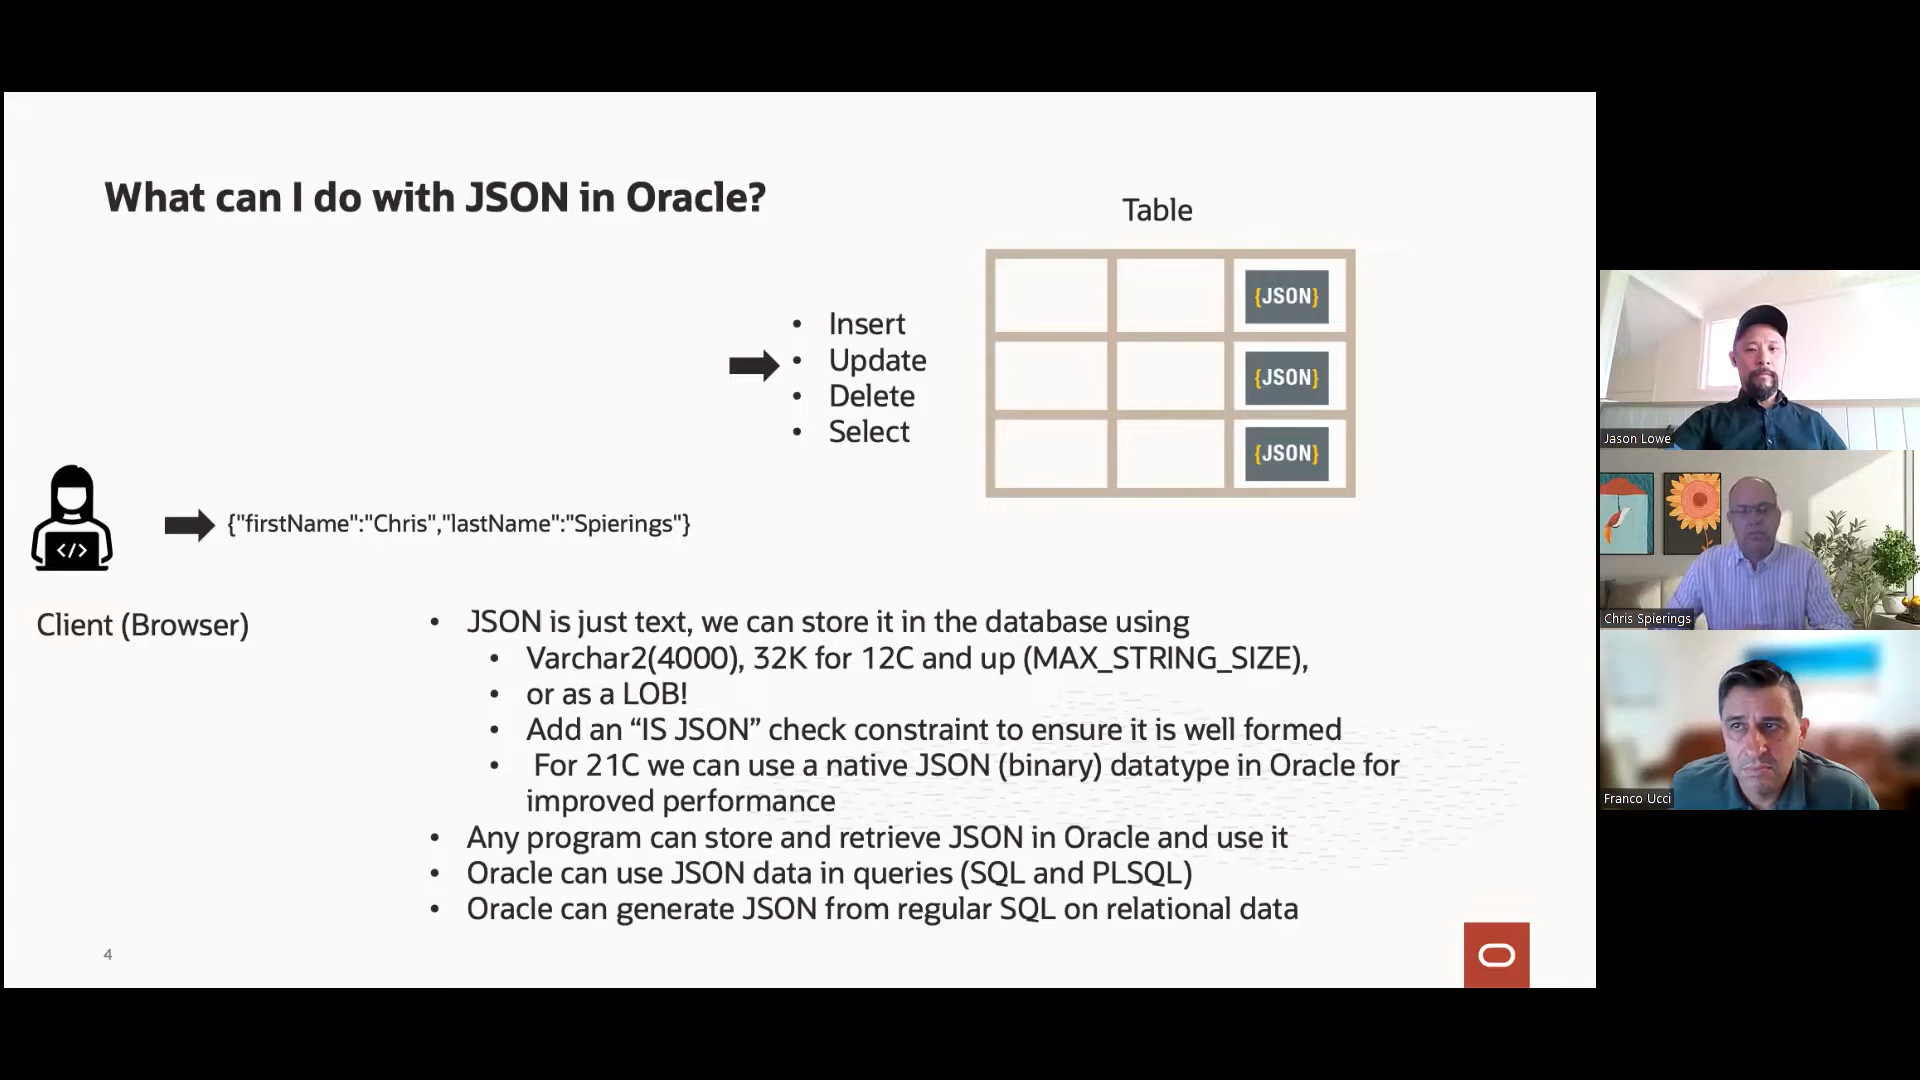 What can I do with JSON in Oracle?
Table
{JSON}
{JSON}
{JSON}
• Insert
• Update
• Delete
• Select
</>
{"firstName":"Chris","lastName":"Spierings"}
Client (Browser)
• JSON is just text, we can store it in the database using
• Varchar2(4000), 32K for 12C and up (MAX_STRING_SIZE),
• or as a LOB!
• Add an “IS JSON” check constraint to ensure it is well formed
• For 21C we can use a native JSON (binary) datatype in Oracle for
improved performance
• Any program can store and retrieve JSON in Oracle and use it
• Oracle can use JSON data in queries (SQL and PLSQL)
• Oracle can generate JSON from regular SQL on relational data
4
Jason Lowe
Chris Spierings
Franco Ucci